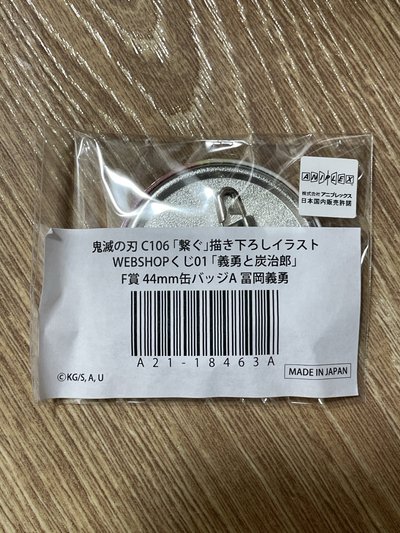 ANIPLEX
株式会社 アニプレックス
日本国内販売許諾
鬼滅の刃 C106 「繋ぐ」描き下ろしイラスト
WEBSHOPくじ01 「義勇と炭治郎」
F賞 44mm缶バッジA 冨岡義勇
A21-18463A
©KG/S, A, U
MADE IN JAPAN